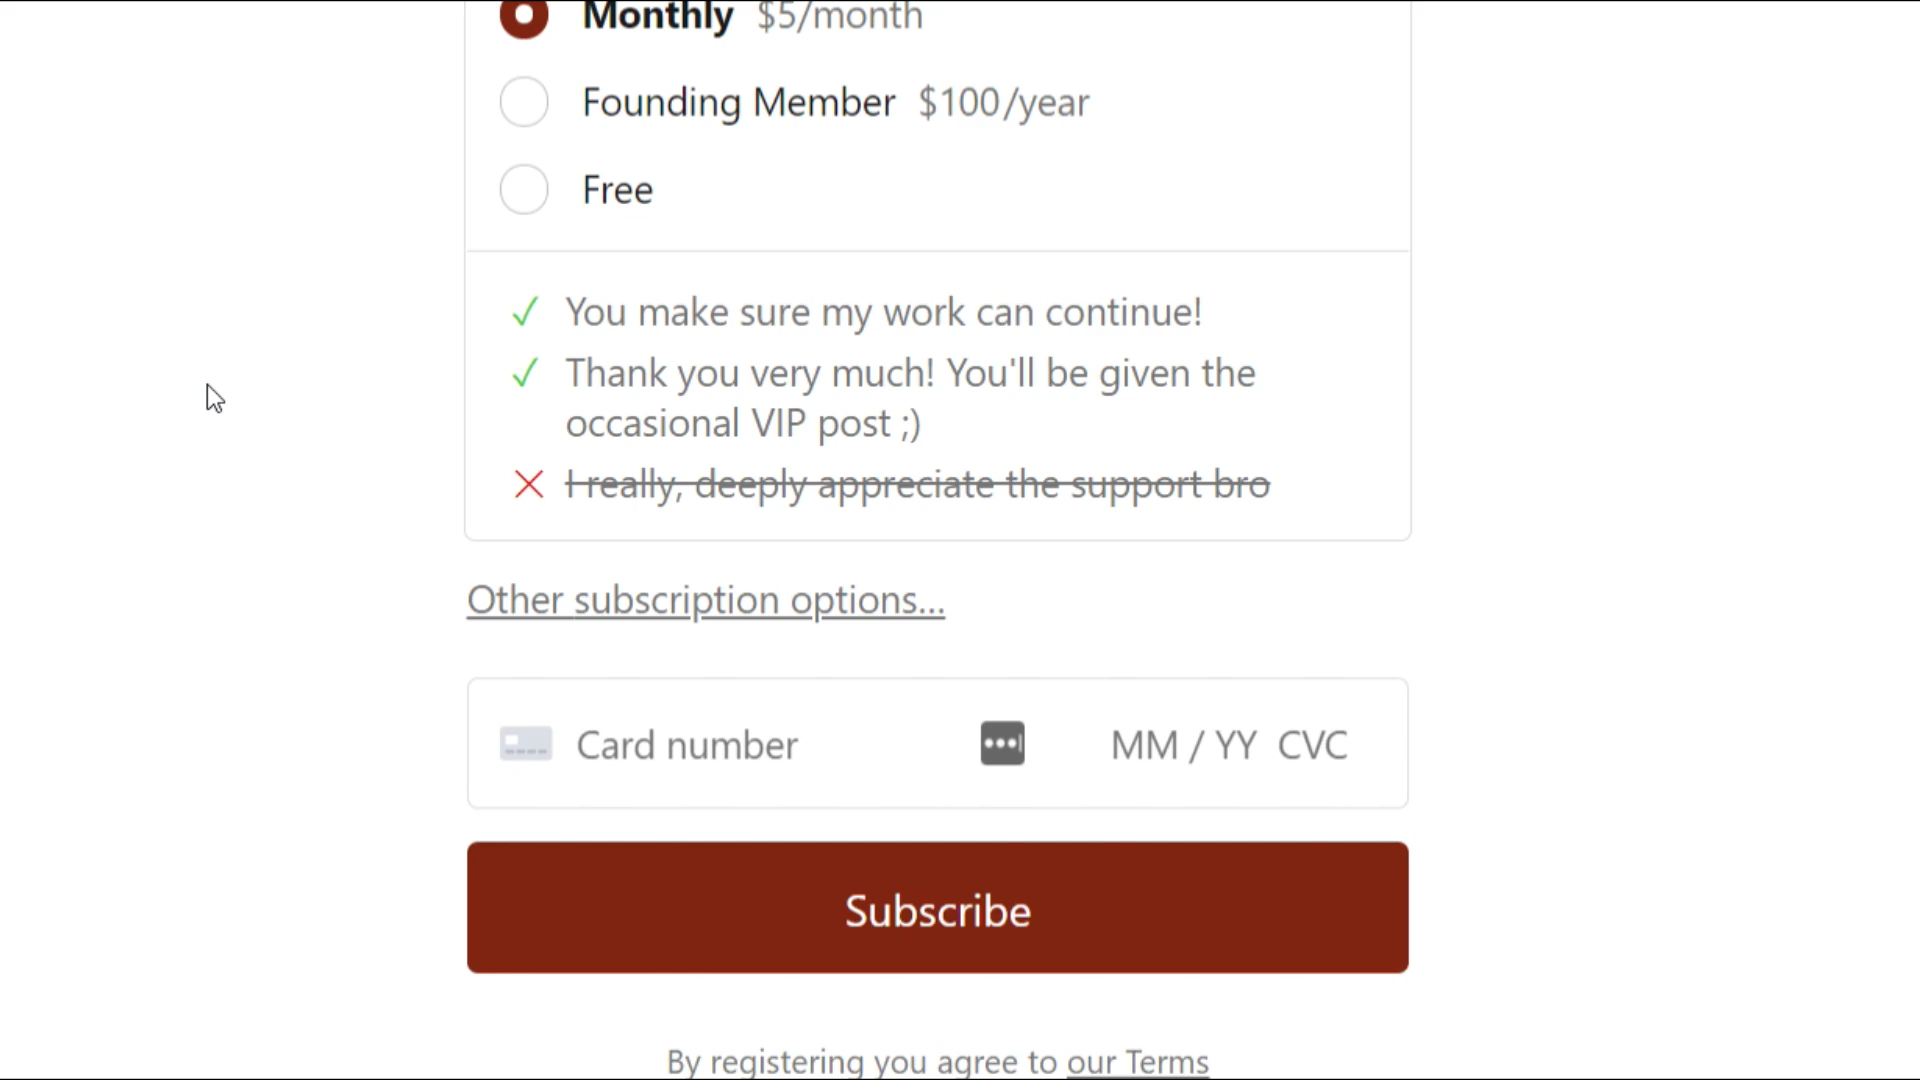 Monthly $5/month
Founding Member $100/year
Free
You make sure my work can continue!
Thank you very much! You'll be given the
occasional VIP post ;)
I really, deeply appreciate the support bro
Other subscription options...
Card number MM / YY CVC
Subscribe
By registering you agree to our Terms